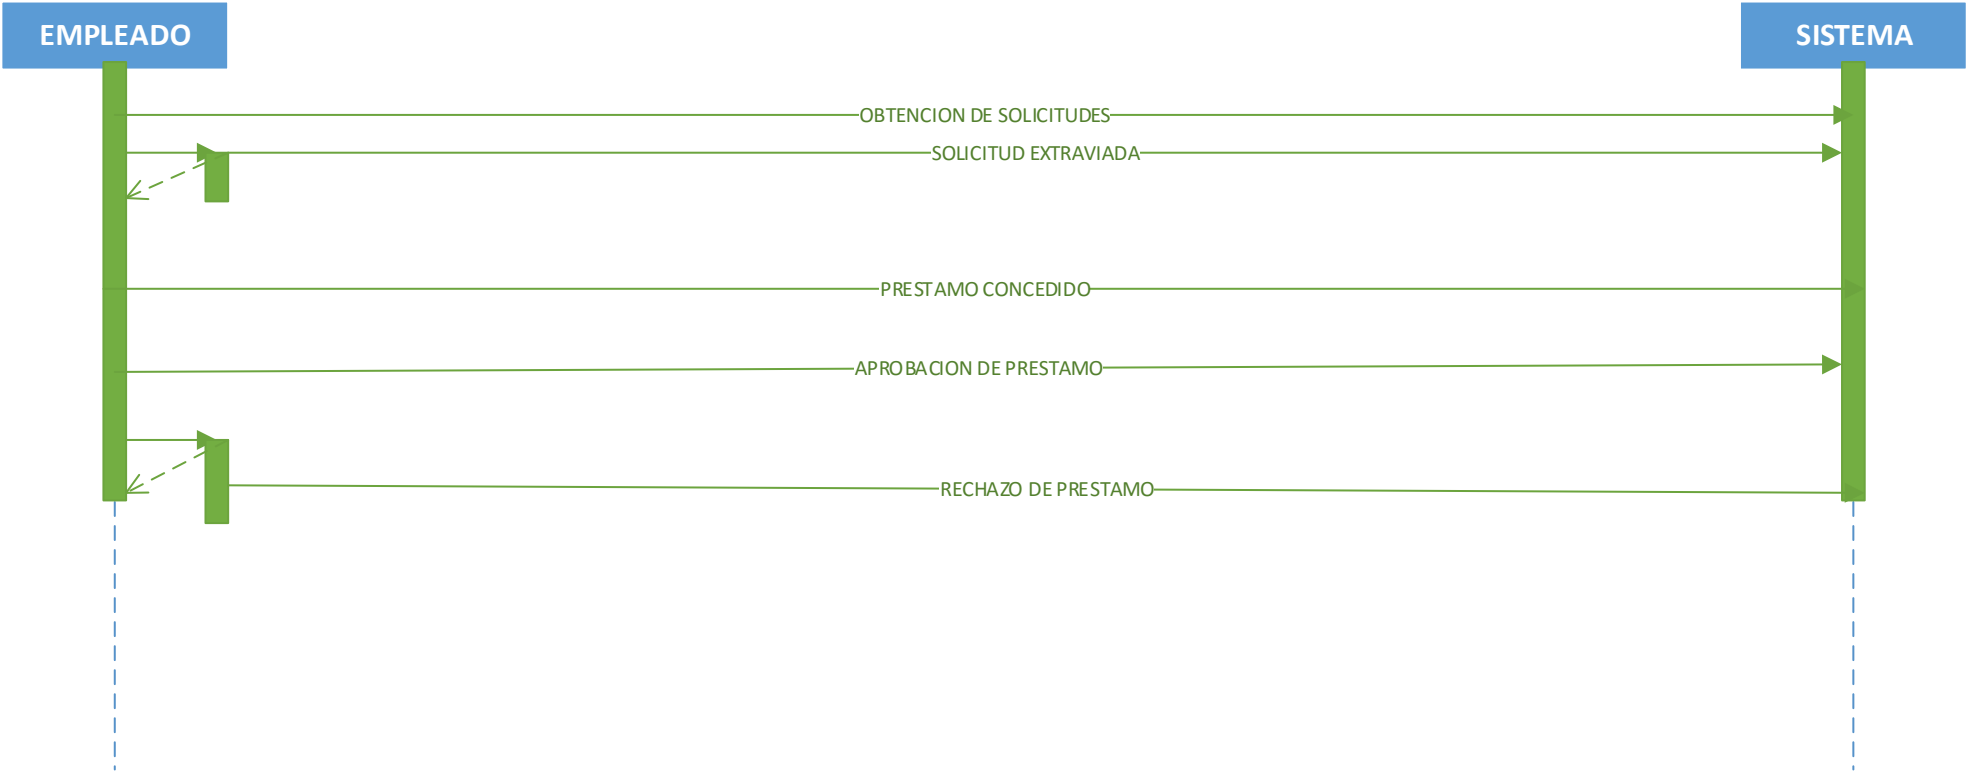 EMPLEADO
SISTEMA
OBTENCION DE SOLICITUDES
SOLICITUD EXTRAVIADA
PRESTAMO CONCEDIDO
APROBACION DE PRESTAMO
RECHAZO DE PRESTAMO